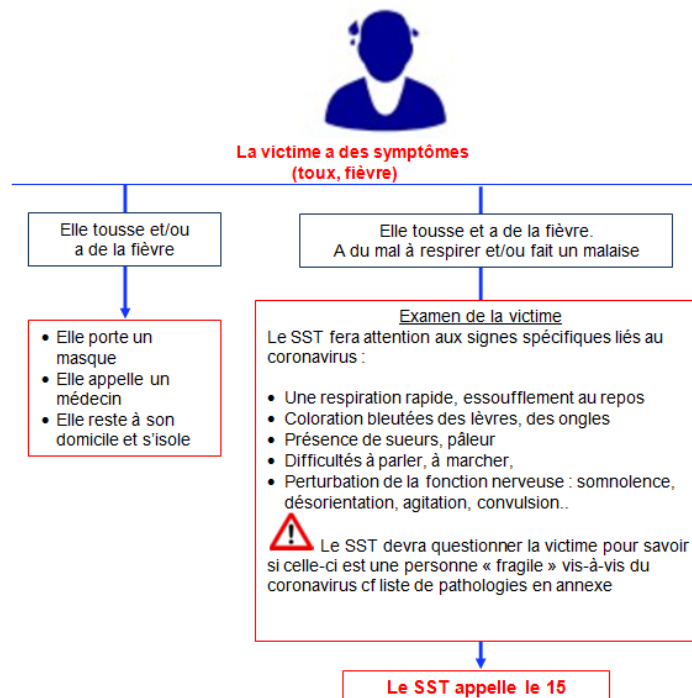 La victime a des symptômes
(toux, fièvre)
Elle tousse et/ou
a de la fièvre
• Elle porte un
masque
• Elle appelle un
médecin
• Elle reste à son
domicile et s'isole
Elle tousse et a de la fièvre.
A du mal à respirer et/ou fait un malaise
Examen de la victime
Le SST fera attention aux signes spécifiques liés au
coronavirus :
• Une respiration rapide, essoufflement au repos
• Coloration bleutées des lèvres, des ongles
• Présence de sueurs, pâleur
• Difficultés à parler, à marcher,
• Perturbation de la fonction nerveuse : somnolence,
désorientation, agitation, convulsion..
Le SST devra questionner la victime pour savoir
si celle-ci est une personne « fragile » vis-à-vis du
coronavirus cf liste de pathologies en annexe
Le SST appelle le 15